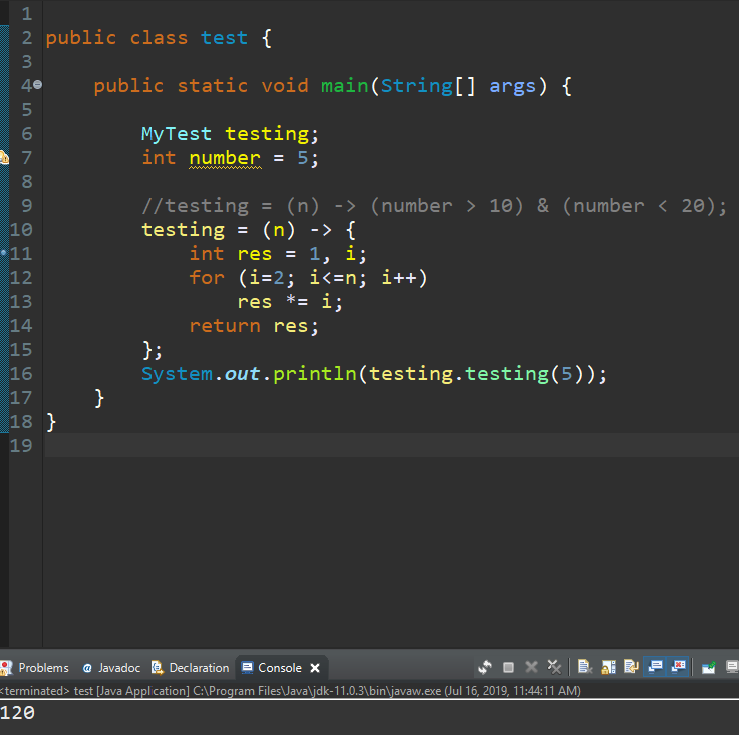 1
2 public class test {
3
4     public static void main(String[] args) {
5
6         MyTest testing;
7         int number = 5;
8
9         //testing = (n) -> (number > 10) & (number < 20);
10         testing = (n) -> {
11             int res = 1, i;
12             for (i=2; i<=n; i++)
13                 res *= i;
14             return res;
15         };
16         System.out.println(testing.testing(5));
17     }
18 }
19
Problems @ Javadoc Declaration Console
<terminated> test [Java Application] C:\Program Files\Java\jdk-11.0.3\bin\javaw.exe (Jul 16, 2019, 11:44:11 AM)
120